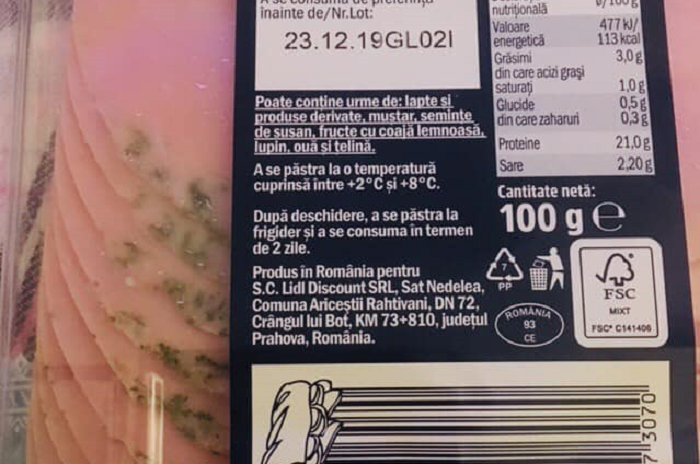 înainte de/Nr.Lot:
23.12.19GL02I
Poate conține urme de: lapte și
produse derivate, muștar, semințe
de susan, fructe cu coajă lemnoasă,
lupin, ouă și țelină.
A se păstra la o temperatură
cuprinsă între +2°C și +8°C.
După deschidere, a se păstra la
frigider și a se consuma în termen
de 2 zile.
Produs în România pentru
S.C. Lidl Discount SRL, Sat Nedelea,
Comuna Ariceștii Rahtivani, DN 72,
Crângul lui Bot, KM 73+810, județul
Prahova, România.
nutrițională
Valoare 477 kJ/
energetică 113 kcal
Grăsimi 3,0 g
din care acizi grași
saturați 1,0 g
Glucide 0,5 g
din care zaharuri 0,3 g
Proteine 21,0 g
Sare 2,20 g
Cantitate netă:
100 g e
7
PP
ROMÂNIA
93
CE
FSC
MIXT
FSC® C141406
73070